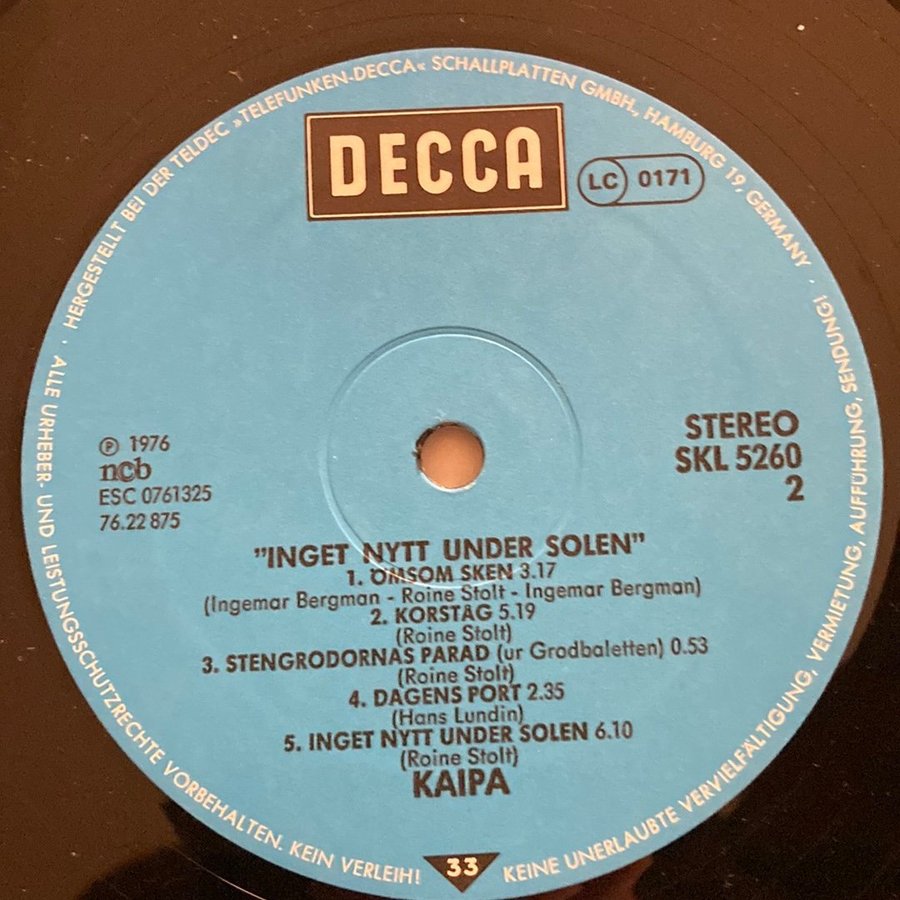 HERGESTELLT BEI DER TELDEC »TELEFUNKEN-DECCA« SCHALLPLATTEN GMBH, HAMBURG 19, GERMANY ·
DECCA
LC 0171
STEREO
SKL 5260
2
℗ 1976
ncb
ESC 0761325
76.22 875
"INGET NYTT UNDER SOLEN"
1. ÖMSOM SKEN 3.17
(Ingemar Bergman - Roine Stolt - Ingemar Bergman)
2. KORSTÅG 5.19
(Roine Stolt)
3. STENGRODORNAS PARAD (ur Grodbaletten) 0.53
(Roine Stolt)
4. DAGENS PORT 2.35
(Hans Lundin)
5. INGET NYTT UNDER SOLEN 6.10
(Roine Stolt)
KAIPA
· ALLE URHEBER- UND LEISTUNGSSCHUTZRECHTE VORBEHALTEN. KEIN VERLEIH!
33
KEINE UNERLAUBTE VERVIELFÄLTIGUNG, VERMIETUNG, AUFFÜHRUNG, SENDUNG!